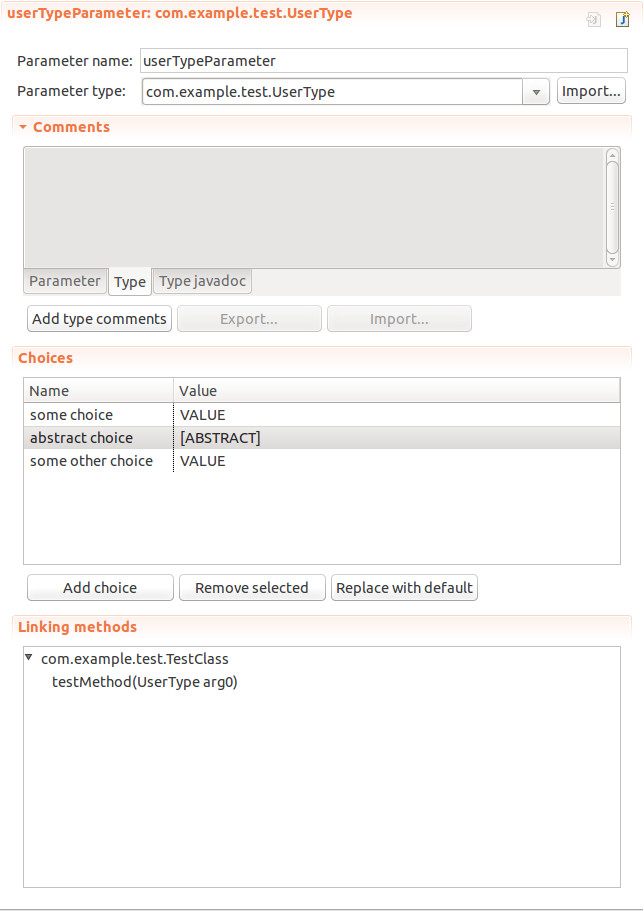 userTypeParameter: com.example.test.UserType
Parameter name: userTypeParameter
Parameter type: com.example.test.UserType Import...
Comments
Parameter Type Type javadoc
Add type comments Export... Import...
Choices
Name Value
some choice VALUE
abstract choice [ABSTRACT]
some other choice VALUE
Add choice Remove selected Replace with default
Linking methods
com.example.test.TestClass
testMethod(UserType arg0)